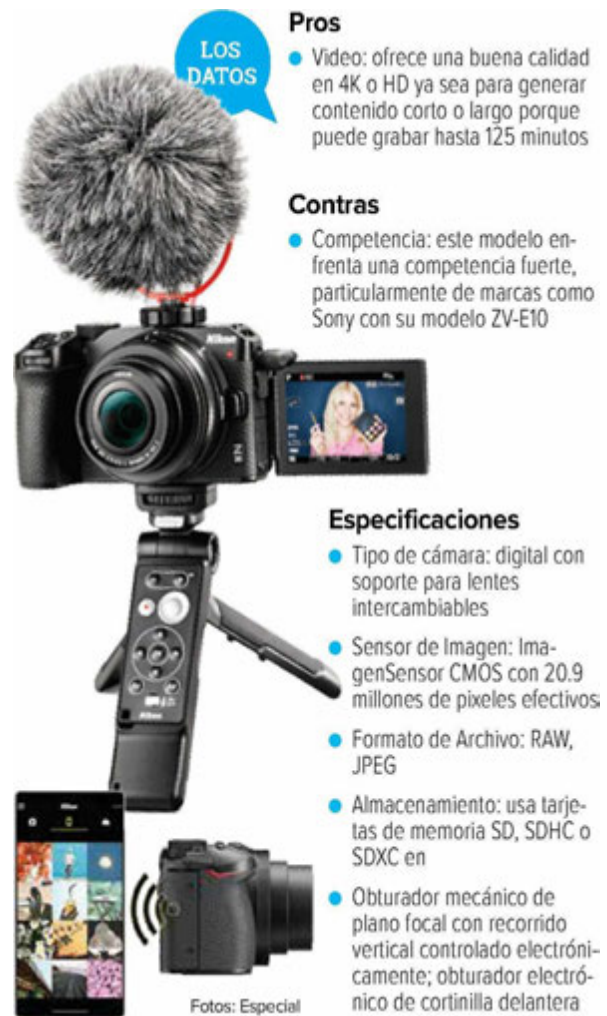 LOS
DATOS
Pros
Video: ofrece una buena calidad
en 4K o HD ya sea para generar
contenido corto o largo porque
puede grabar hasta 125 minutos
Contras
Competencia: este modelo en-
frenta una competencia fuerte,
particularmente de marcas como
Sony con su modelo ZV-E10
Nikon
Especificaciones
Tipo de cámara: digital con
soporte para lentes
intercambiables
Sensor de Imagen: Ima-
genSensor CMOS con 20.9
millones de pixeles efectivos
Formato de Archivo: RAW,
JPEG
Almacenamiento: usa tarje-
tas de memoria SD, SDHC o
SDXC en
Obturador mecánico de
plano focal con recorrido
vertical controlado electróni-
camente; obturador electró-
nico de cortinilla delantera
Nikon
Nikon
Fotos: Especial